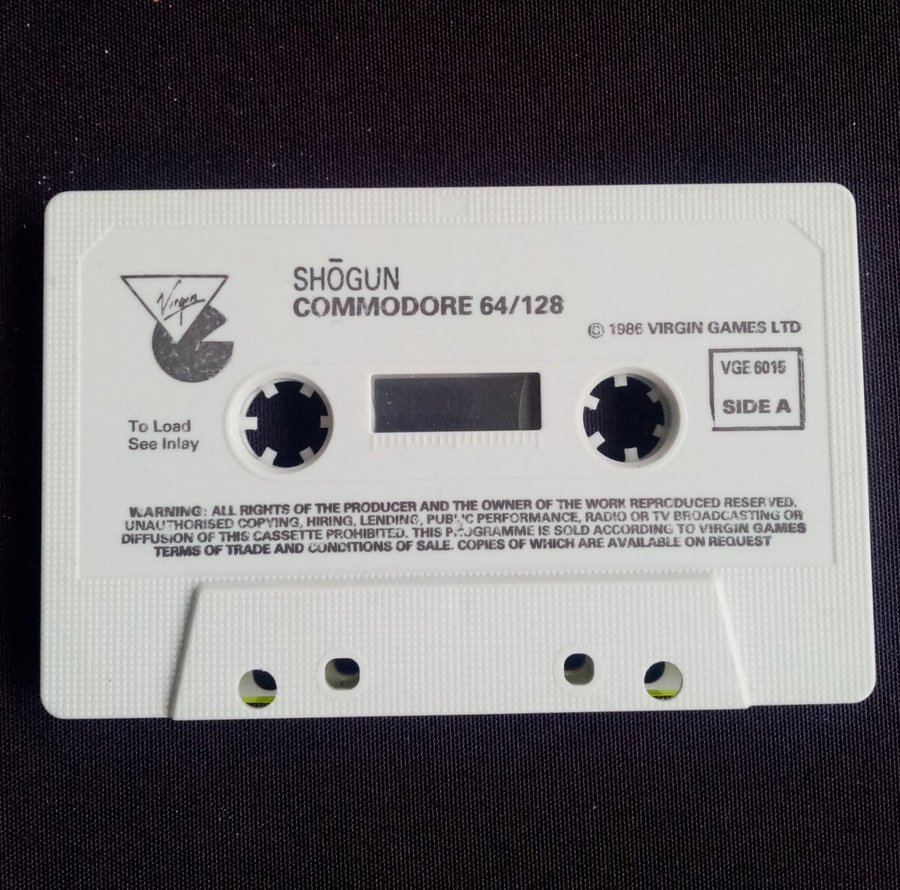 Virgin
SHŌGUN
COMMODORE 64/128
© 1986 VIRGIN GAMES LTD
VGE 6015
SIDE A
To Load
See Inlay
WARNING: ALL RIGHTS OF THE PRODUCER AND THE OWNER OF THE WORK REPRODUCED RESERVED.
UNAUTHORISED COPYING, HIRING, LENDING, PUBLIC PERFORMANCE, RADIO OR TV BROADCASTING OR
DIFFUSION OF THIS CASSETTE PROHIBITED. THIS PROGRAMME IS SOLD ACCORDING TO VIRGIN GAMES
TERMS OF TRADE AND CONDITIONS OF SALE. COPIES OF WHICH ARE AVAILABLE ON REQUEST